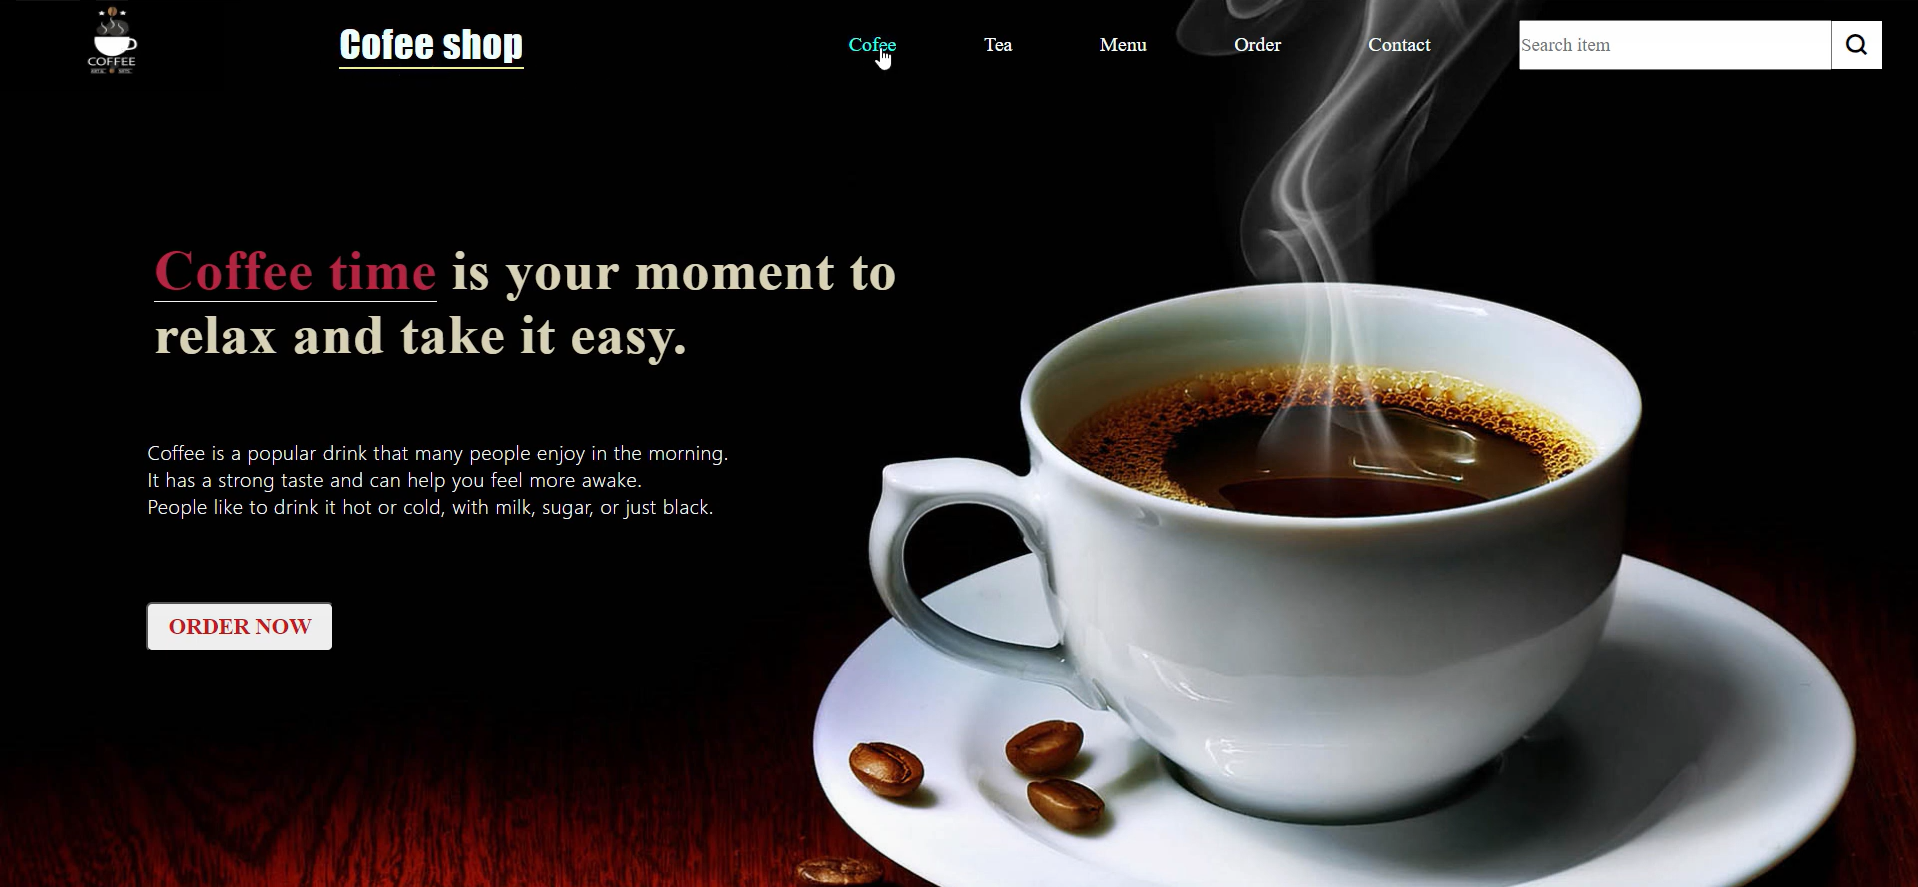 COFFEE
Cofee shop
Cofee
Tea
Menu
Order
Contact
Search item
Coffee time is your moment to
relax and take it easy.
Coffee is a popular drink that many people enjoy in the morning.
It has a strong taste and can help you feel more awake.
People like to drink it hot or cold, with milk, sugar, or just black.
ORDER NOW